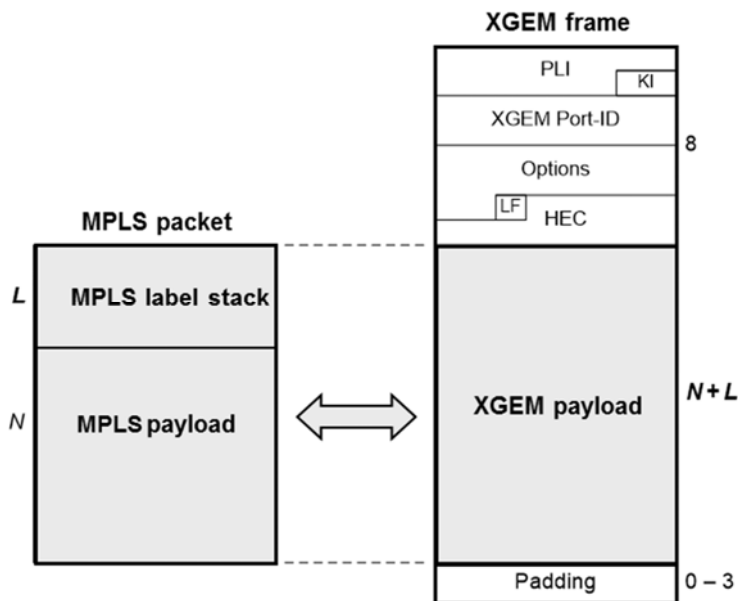 XGEM frame
PLI
KI
XGEM Port-ID
8
Options
LF
HEC
MPLS packet
L
MPLS label stack
N
MPLS payload
XGEM payload
N + L
Padding
0 – 3